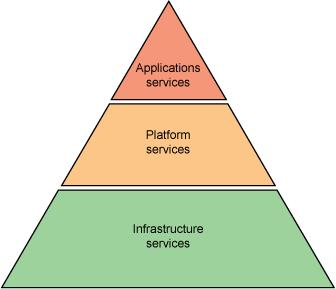 Applications
services
Platform
services
Infrastructure
services